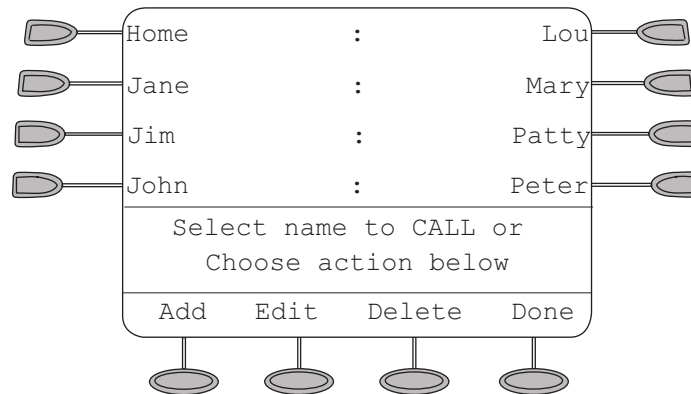 Home : Lou
Jane : Mary
Jim : Patty
John : Peter
Select name to CALL or
Choose action below
Add Edit Delete Done